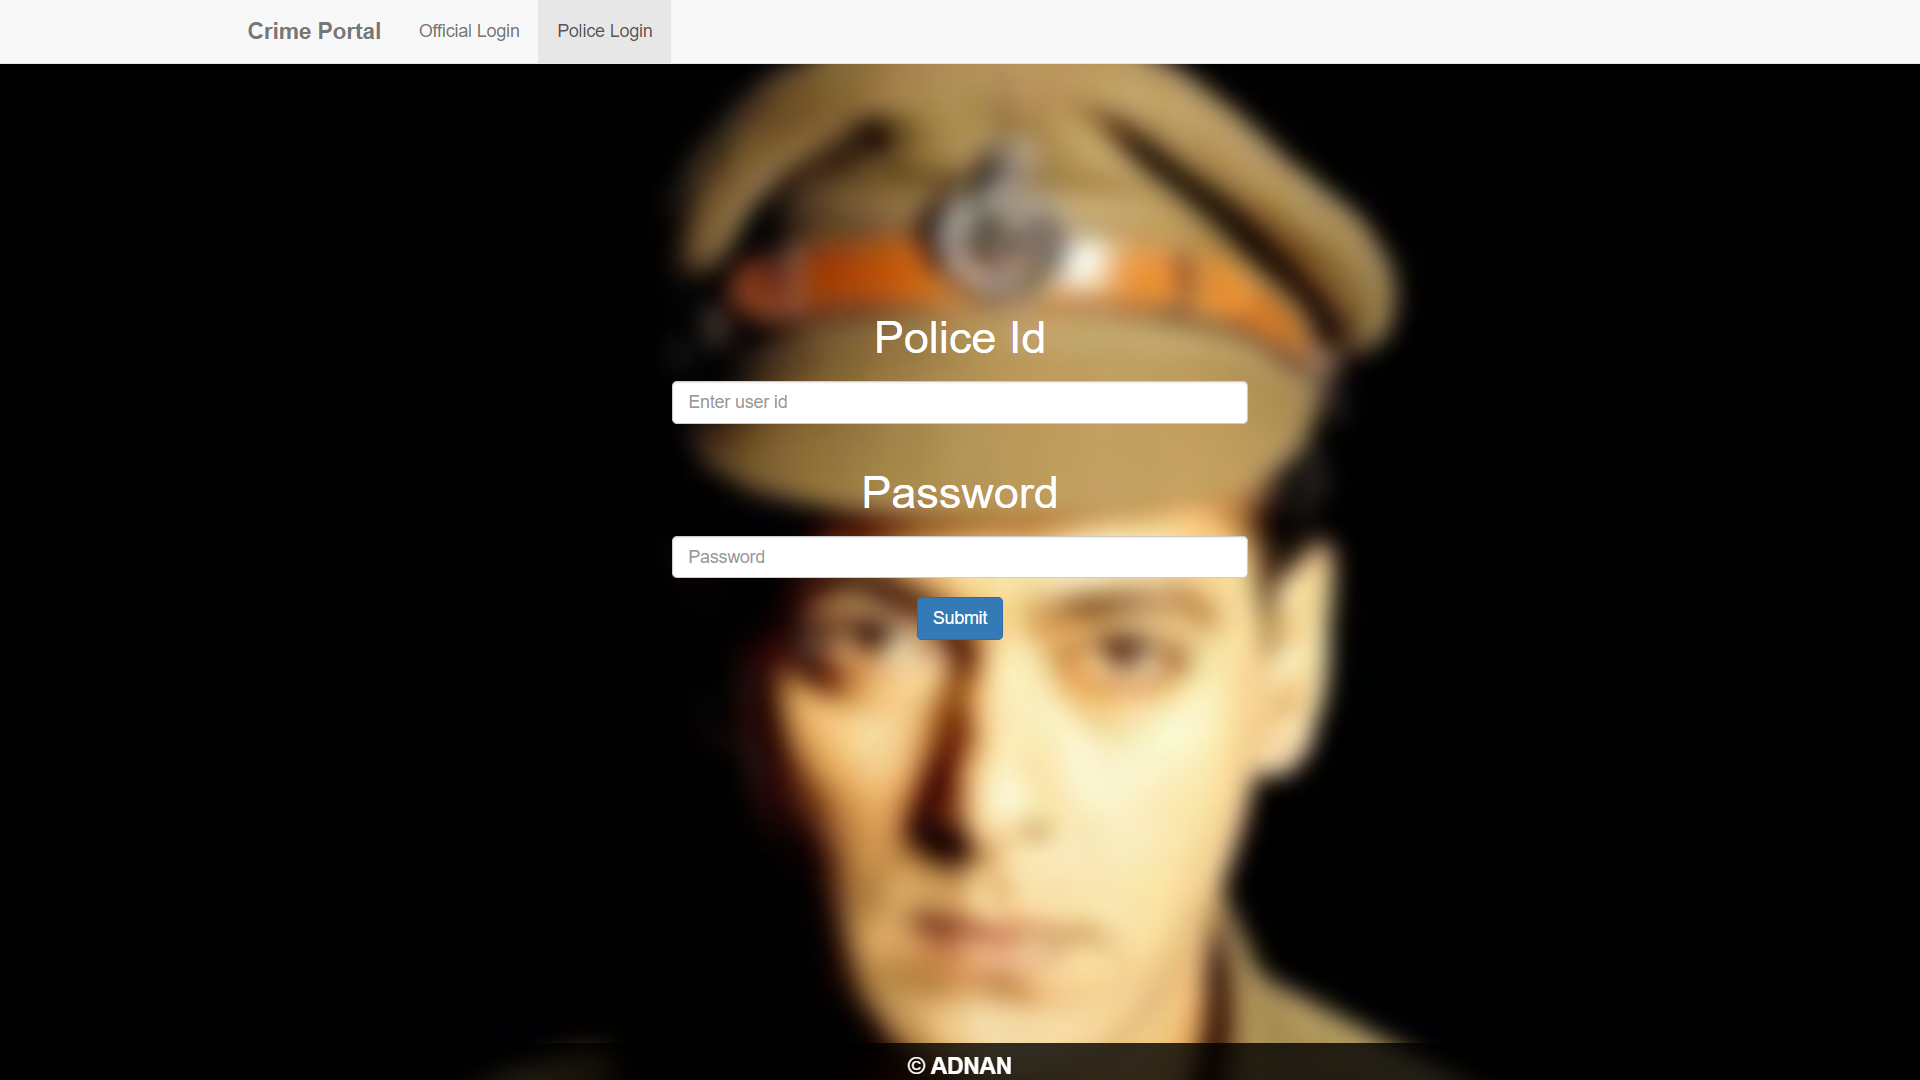 Crime Portal Official Login Police Login
Police Id
Enter user id
Password
Password
Submit
© ADNAN